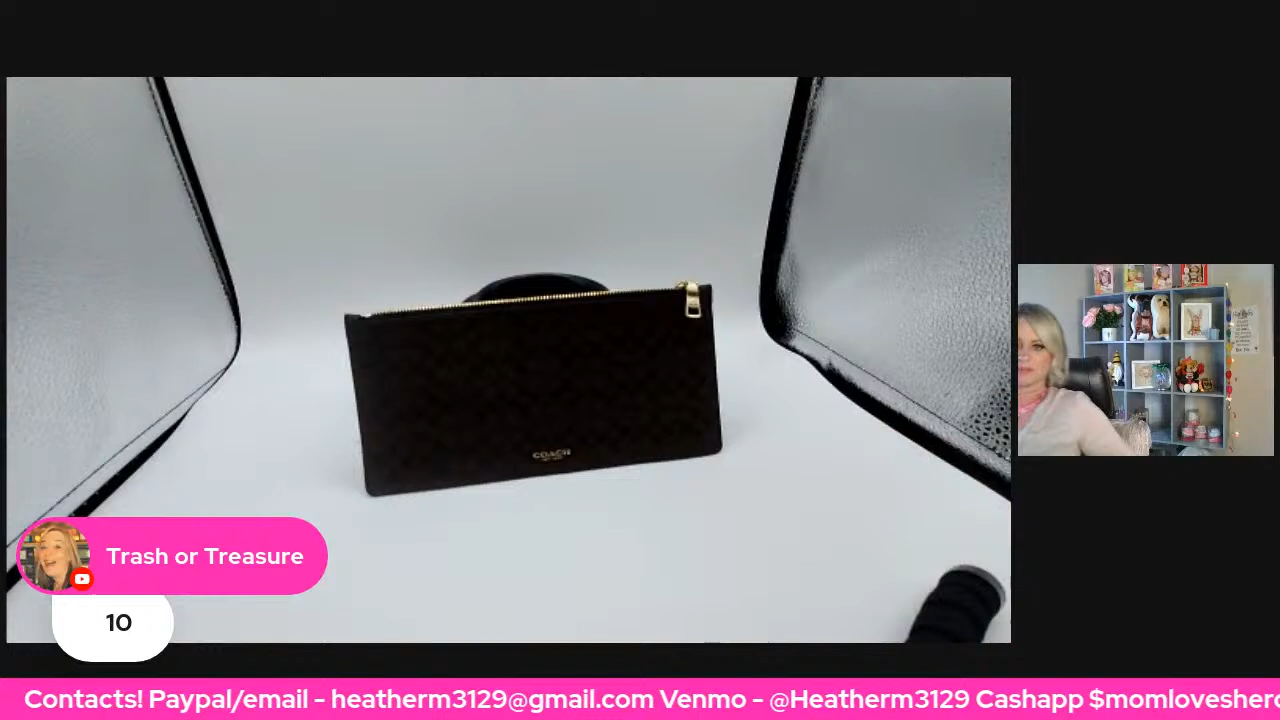 COACH
Trash or Treasure
10
Contacts! Paypal/email - heatherm3129@gmail.com Venmo - @Heatherm3129 Cashapp $momloveshero